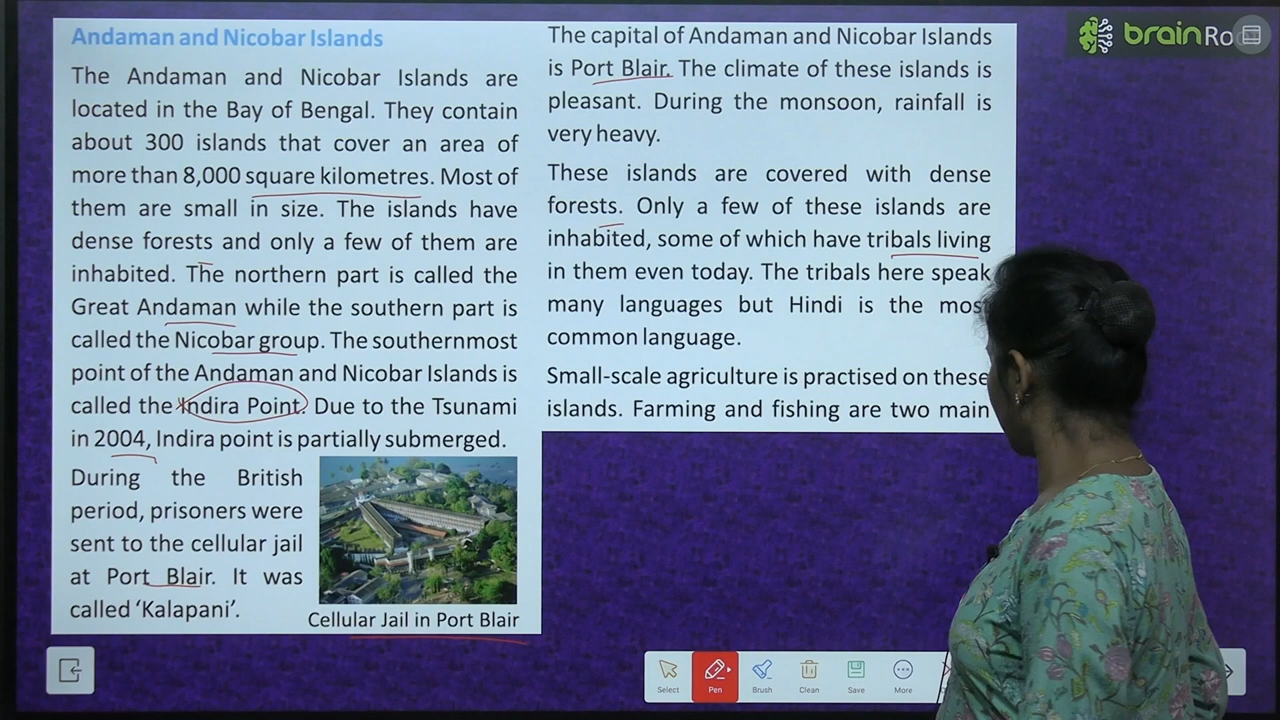 Andaman and Nicobar Islands
The Andaman and Nicobar Islands are
located in the Bay of Bengal. They contain
about 300 islands that cover an area of
more than 8,000 square kilometres. Most of
them are small in size. The islands have
dense forests and only a few of them are
inhabited. The northern part is called the
Great Andaman while the southern part is
called the Nicobar group. The southernmost
point of the Andaman and Nicobar Islands is
called the Indira Point. Due to the Tsunami
in 2004, Indira point is partially submerged.
During the British
period, prisoners were
sent to the cellular jail
at Port Blair. It was
called ‘Kalapani’.
Cellular Jail in Port Blair
The capital of Andaman and Nicobar Islands
is Port Blair. The climate of these islands is
pleasant. During the monsoon, rainfall is
very heavy.
These islands are covered with dense
forests. Only a few of these islands are
inhabited, some of which have tribals living
in them even today. The tribals here speak
many languages but Hindi is the most
common language.
Small-scale agriculture is practised on these
islands. Farming and fishing are two main
brain Ro
Select
Pen
Brush
Clean
Save
More